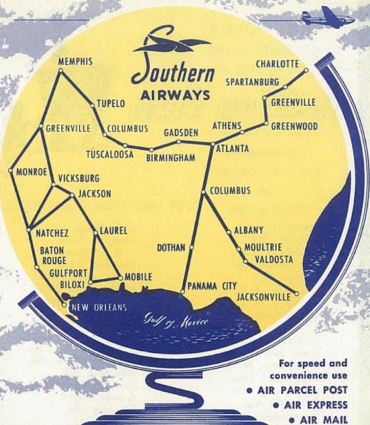 Southern
AIRWAYS
MEMPHIS
CHARLOTTE
SPARTANBURG
TUPELO
GREENVILLE
GREENVILLE
COLUMBUS
GADSDEN
ATHENS
GREENWOOD
TUSCALOOSA
BIRMINGHAM
ATLANTA
MONROE
VICKSBURG
JACKSON
COLUMBUS
NATCHEZ
LAUREL
ALBANY
BATON
ROUGE
DOTHAN
MOULTRIE
VALDOSTA
GULFPORT
BILOXI
MOBILE
PANAMA CITY
JACKSONVILLE
NEW ORLEANS
Gulf of Mexico
For speed and
convenience use
• AIR PARCEL POST
• AIR EXPRESS
• AIR MAIL